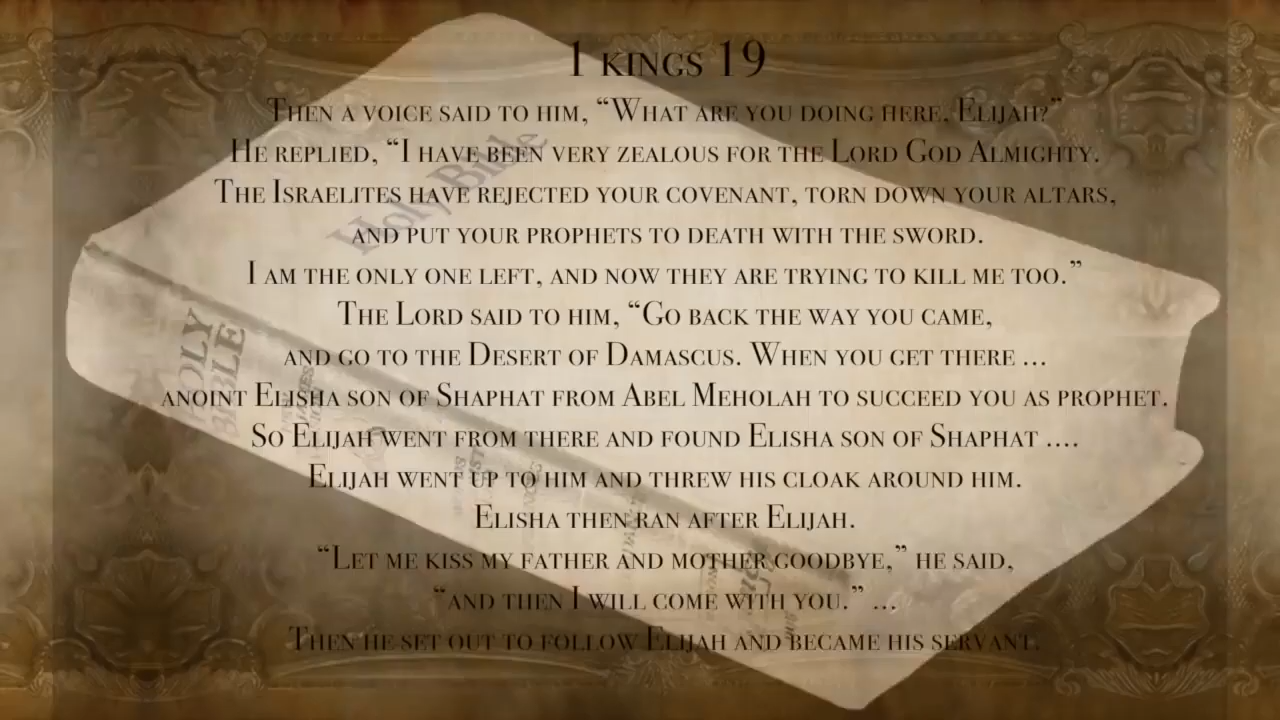 1 KINGS 19
THEN A VOICE SAID TO HIM, “WHAT ARE YOU DOING HERE, ELIJAH?”
HE REPLIED, “I HAVE BEEN VERY ZEALOUS FOR THE LORD GOD ALMIGHTY.
THE ISRAELITES HAVE REJECTED YOUR COVENANT, TORN DOWN YOUR ALTARS,
AND PUT YOUR PROPHETS TO DEATH WITH THE SWORD.
I AM THE ONLY ONE LEFT, AND NOW THEY ARE TRYING TO KILL ME TOO.”
THE LORD SAID TO HIM, “GO BACK THE WAY YOU CAME,
AND GO TO THE DESERT OF DAMASCUS. WHEN YOU GET THERE ...
ANOINT ELISHA SON OF SHAPHAT FROM ABEL MEHOLAH TO SUCCEED YOU AS PROPHET.
SO ELIJAH WENT FROM THERE AND FOUND ELISHA SON OF SHAPHAT ....
ELIJAH WENT UP TO HIM AND THREW HIS CLOAK AROUND HIM.
ELISHA THEN RAN AFTER ELIJAH.
“LET ME KISS MY FATHER AND MOTHER GOODBYE,” HE SAID,
“AND THEN I WILL COME WITH YOU.” ...
THEN HE SET OUT TO FOLLOW ELIJAH AND BECAME HIS SERVANT.
Holy Bible
HOLY
BIBLE